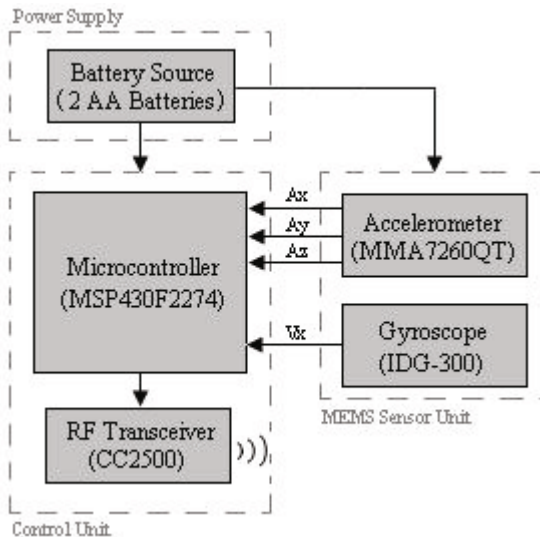 Power Supply
Battery Source
(2 AA Batteries)
Ax
Ay
Az
Accelerometer
(MMA7260QT)
Microcontroller
(MSP430F2274)
Vx
Gyroscope
(IDG-300)
MEMS Sensor Unit
RF Transceiver
(CC2500)
Control Unit